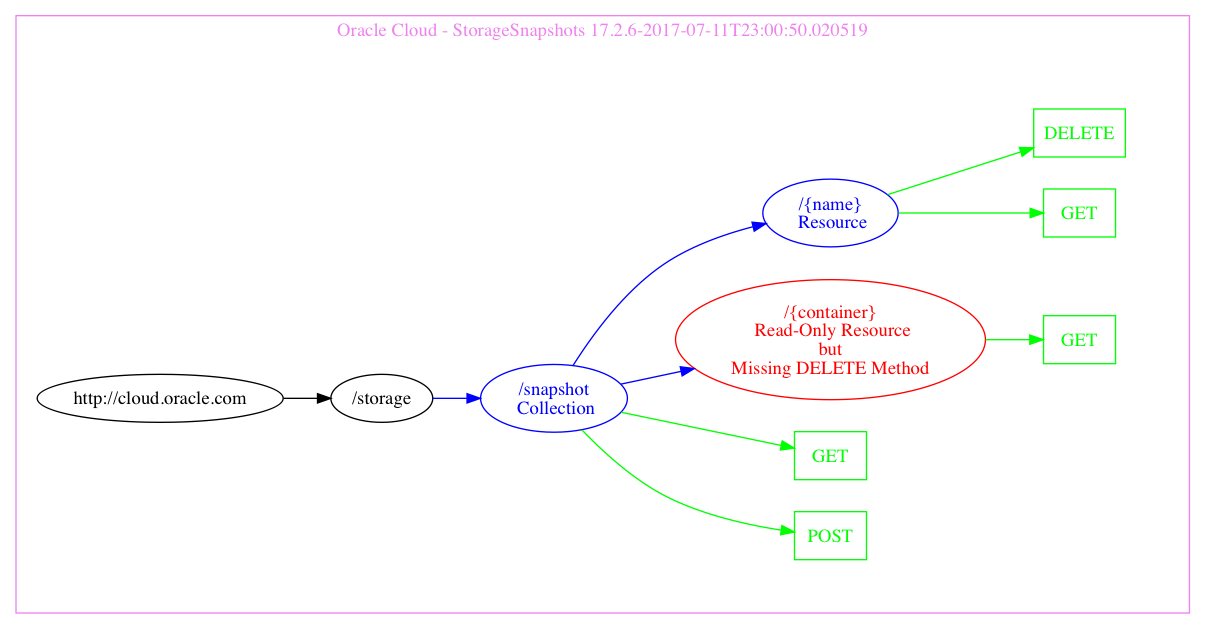 Oracle Cloud - StorageSnapshots 17.2.6-2017-07-11T23:00:50.020519
DELETE
/{name}
Resource
GET
/{container}
Read-Only Resource
but
Missing DELETE Method
GET
http://cloud.oracle.com
/storage
/snapshot
Collection
GET
POST